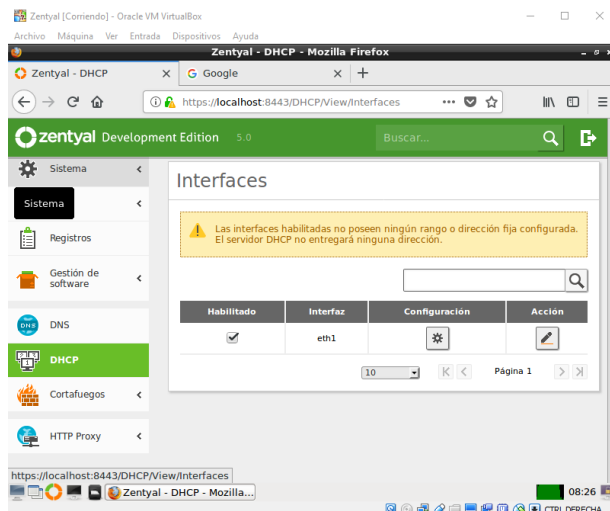 Zentyal [Corriendo] - Oracle VM VirtualBox
Archivo Máquina Ver Entrada Dispositivos Ayuda
Zentyal - DHCP - Mozilla Firefox
Zentyal - DHCP
Google
https://localhost:8443/DHCP/View/Interfaces
zentyal Development Edition 5.0
Buscar...
Sistema
Sistema
Registros
Gestión de
software
DNS
DNS
DHCP
Cortafuegos
HTTP Proxy
Interfaces
Las interfaces habilitadas no poseen ningún rango o dirección fija configurada.
El servidor DHCP no entregará ninguna dirección.
Habilitado Interfaz Configuración Acción
eth1
10 Página 1
https://localhost:8443/DHCP/View/Interfaces
Zentyal - DHCP - Mozilla...
08:26
CTRL DERECHA